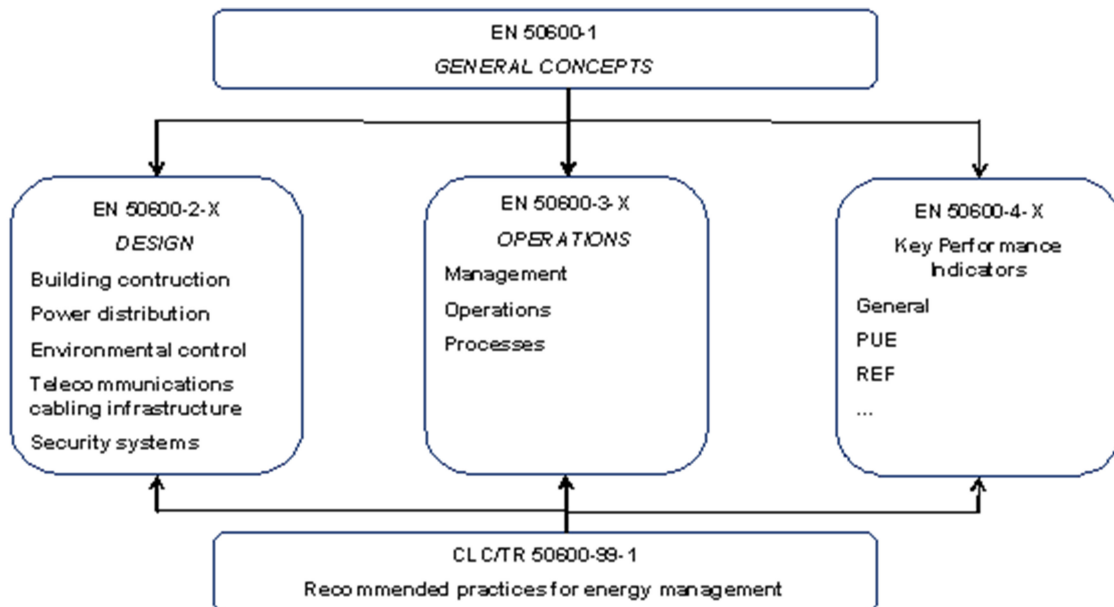 EN 50600-1
GENERAL CONCEPTS
EN 50600-2-X
DESIGN
Building contruction
Power distribution
Environmental control
Telecommunications
cabling infrastructure
Security systems
EN 50600-3-X
OPERATIONS
Management
Operations
Processes
EN 50600-4-X
Key Performance
Indicators
General
PUE
REF
...
CLC/TR 50600-99-1
Recommended practices for energy management